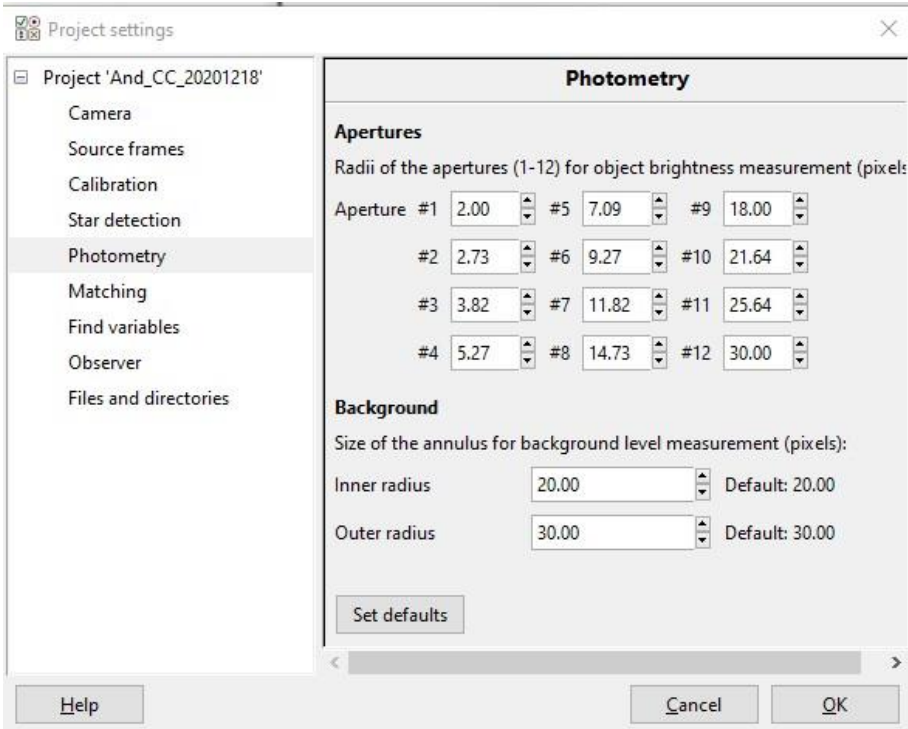 Project settings
Project 'And_CC_20201218'
Camera
Source frames
Calibration
Star detection
Photometry
Matching
Find variables
Observer
Files and directories
Photometry
Apertures
Radii of the apertures (1-12) for object brightness measurement (pixels
Aperture #1 2.00 #5 7.09 #9 18.00
#2 2.73 #6 9.27 #10 21.64
#3 3.82 #7 11.82 #11 25.64
#4 5.27 #8 14.73 #12 30.00
Background
Size of the annulus for background level measurement (pixels):
Inner radius 20.00 Default: 20.00
Outer radius 30.00 Default: 30.00
Set defaults
Help Cancel OK